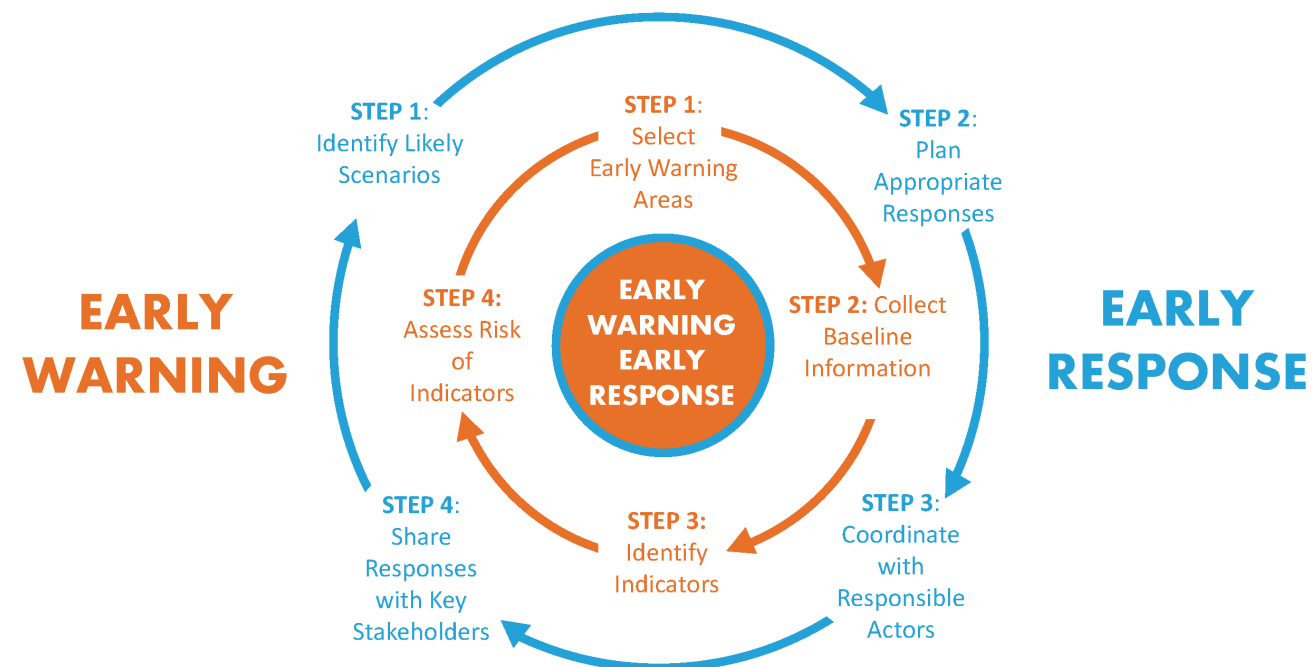 EARLY
WARNING
STEP 1:
Identify Likely
Scenarios
STEP 2:
Plan
Appropriate
Responses
STEP 3:
Coordinate
with
Responsible
Actors
STEP 4:
Share
Responses
with Key
Stakeholders
STEP 1:
Select
Early Warning
Areas
STEP 2: Collect
Baseline
Information
STEP 3:
Identify
Indicators
STEP 4:
Assess Risk
of
Indicators
EARLY
WARNING
EARLY
RESPONSE
EARLY
RESPONSE